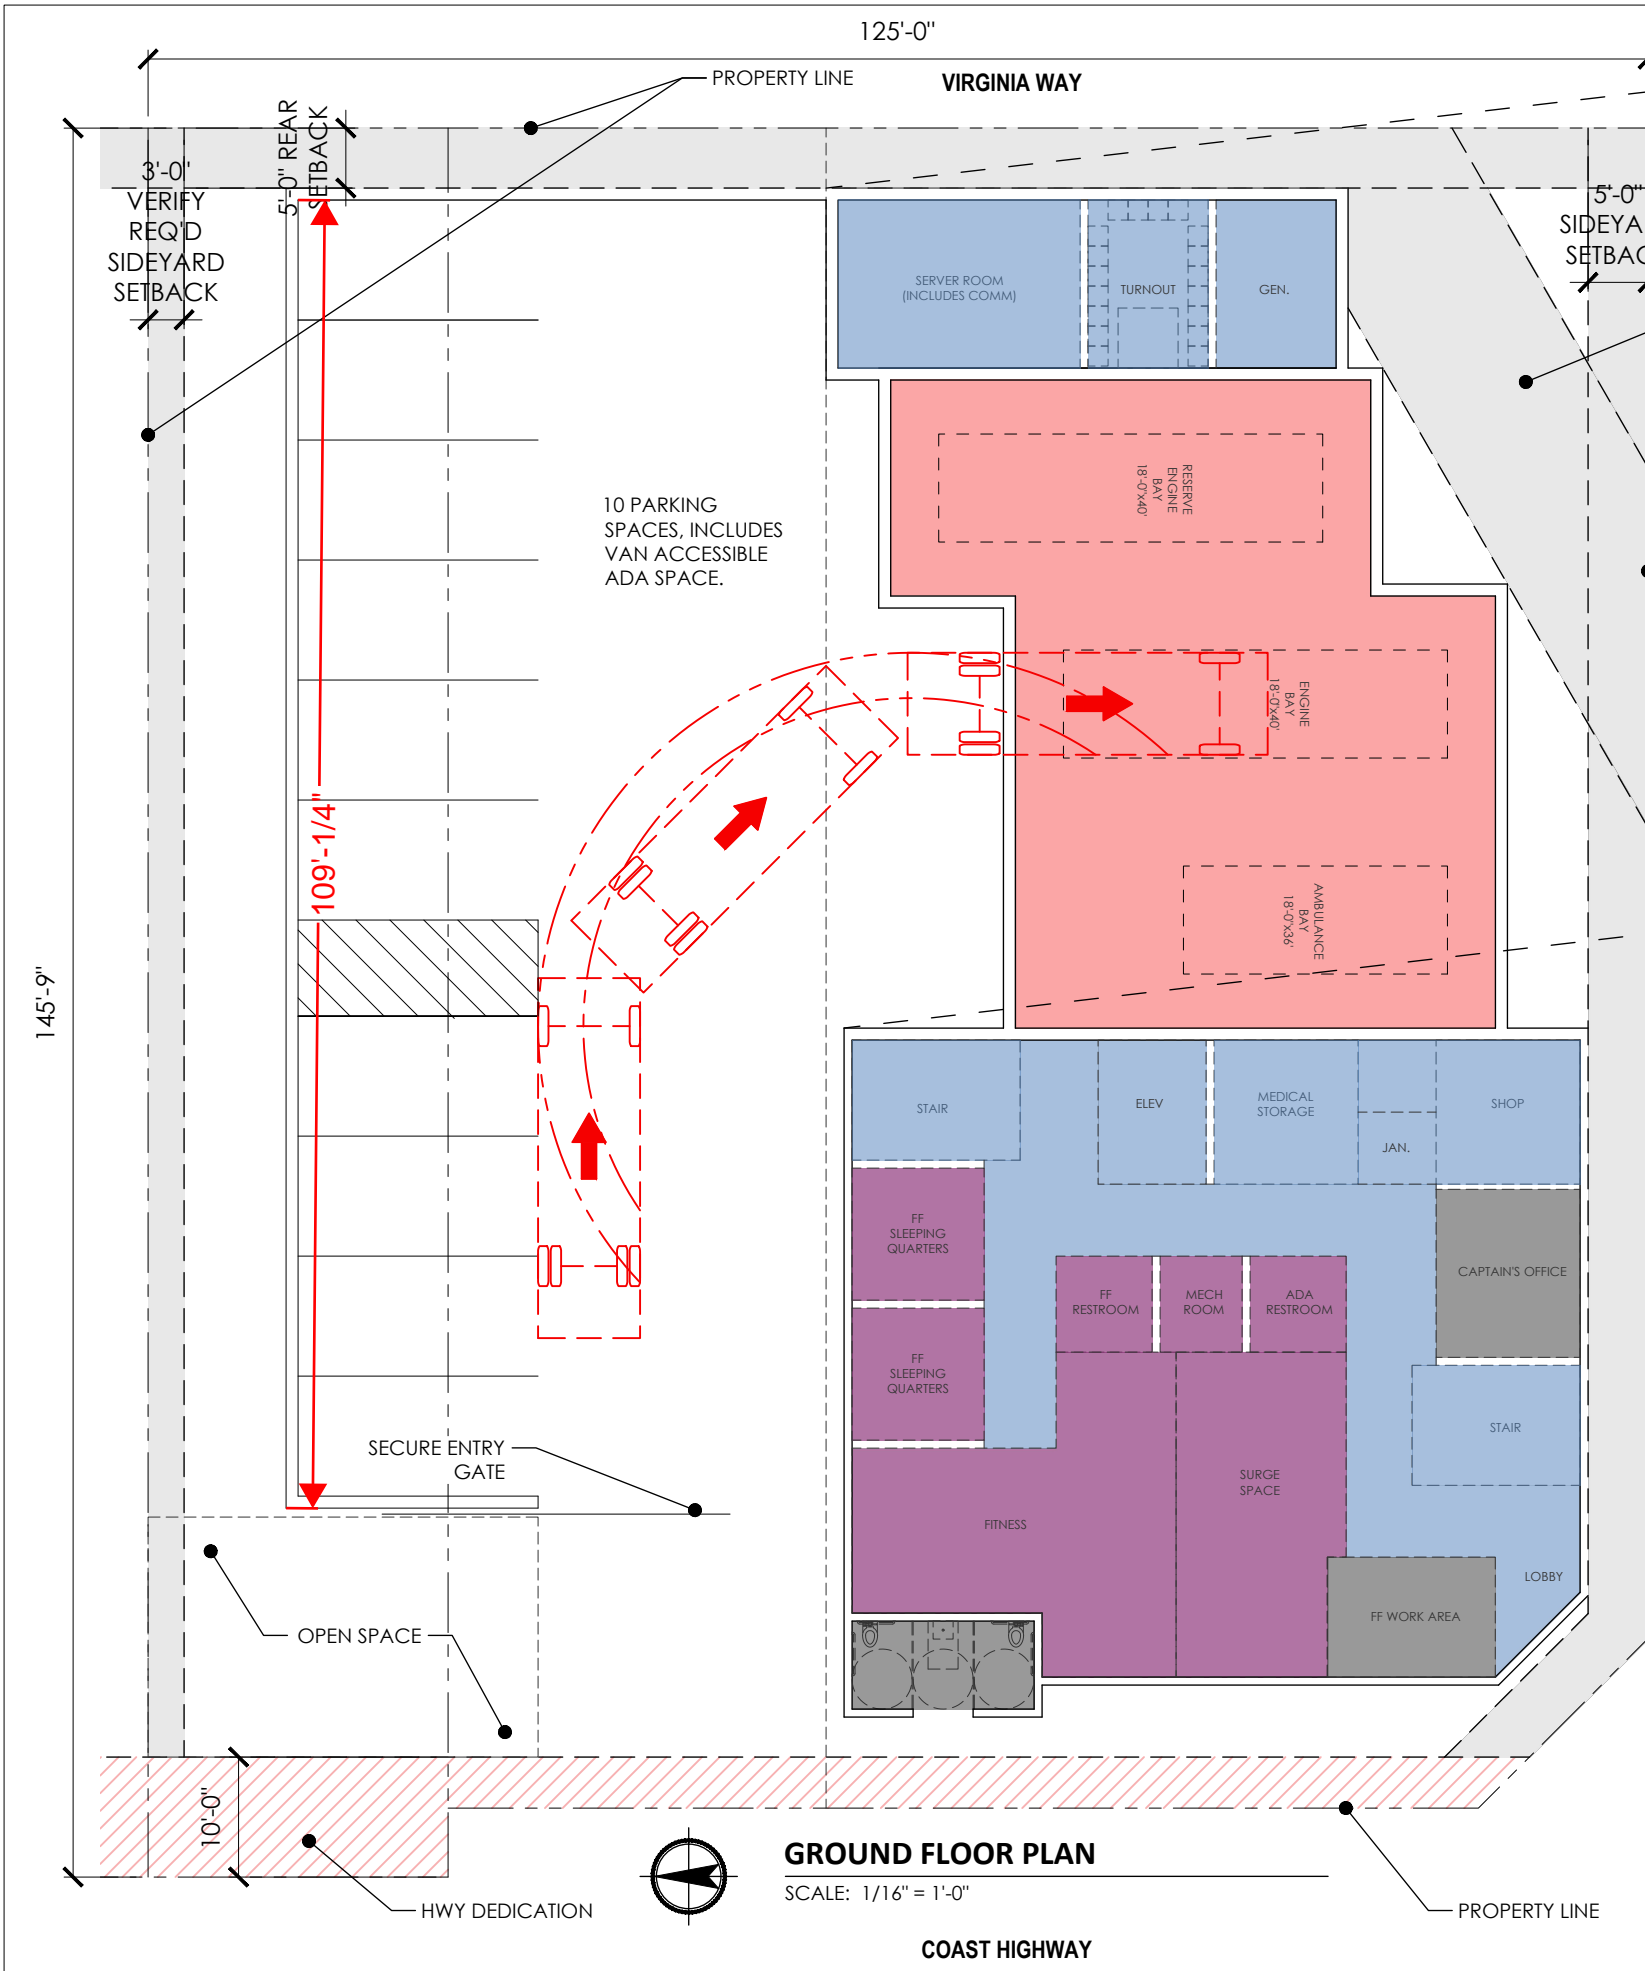 125'-0"
PROPERTY LINE
VIRGINIA WAY
5'-0" REAR
SETBACK
3'-0"
VERIFY
REQ'D
SIDEYARD
SETBACK
5'-0"
SIDEYA
SETBAC
SERVER ROOM
(INCLUDES COMM)
TURNOUT
GEN.
RESERVE
ENGINE
BAY
18'-0"x40'
10 PARKING
SPACES, INCLUDES
VAN ACCESSIBLE
ADA SPACE.
ENGINE
BAY
18'-0"x40'
109'-1/4"
AMBULANCE
BAY
18'-0"x36'
145'-9"
STAIR
ELEV
MEDICAL
STORAGE
JAN.
SHOP
FF
SLEEPING
QUARTERS
CAPTAIN'S OFFICE
FF
RESTROOM
MECH
ROOM
ADA
RESTROOM
FF
SLEEPING
QUARTERS
STAIR
SECURE ENTRY
GATE
SURGE
SPACE
FITNESS
LOBBY
FF WORK AREA
OPEN SPACE
10'-0"
GROUND FLOOR PLAN
SCALE: 1/16" = 1'-0"
HWY DEDICATION
PROPERTY LINE
COAST HIGHWAY